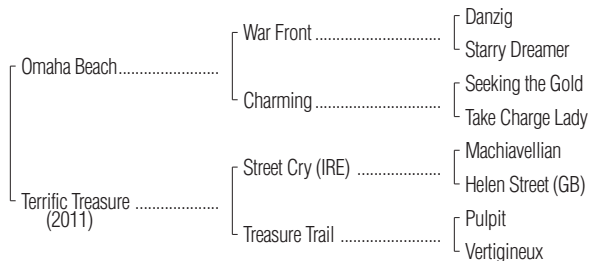 Danzig
War Front ..............................
Starry Dreamer
Omaha Beach........................
Seeking the Gold
Charming..............................
Take Charge Lady
Machiavellian
Street Cry (IRE) ....................
Helen Street (GB)
Terrific Treasure ....................
(2011)
Pulpit
Treasure Trail ........................
Vertigineux